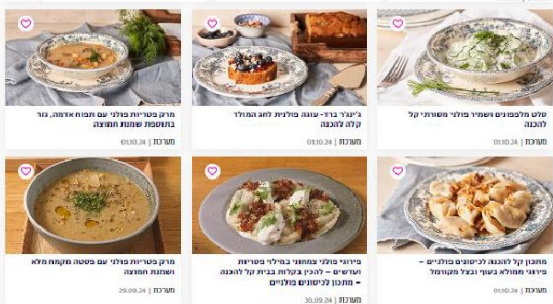 סלט מלפפונים ושמיר פולני מסורתי קל
להכנה
מערכת | 01.10.24
ג'ינג'ר ברד- עוגה פולנית לחג המולד
קלה להכנה
מערכת | 01.10.24
מרק פטריות פולני עם תפוח אדמה, גזר
בתוספת שמנת חמוצה
מערכת | 01.10.24
מתכון קל להכנה לכיסונים פולניים –
פירוגי ממולא בעוף ובצל מקורמל
מערכת | 01.10.24
פירוגי פולני צמחוני במילוי פטריות
ועדשים – להכין בקלות בבית קל להכנה
– מתכון לכיסונים פולניים
מערכת | 30.09.24
מרק פטריות פולני עם פסטה מקמח מלא
ושמנת חמוצה
מערכת | 29.09.24